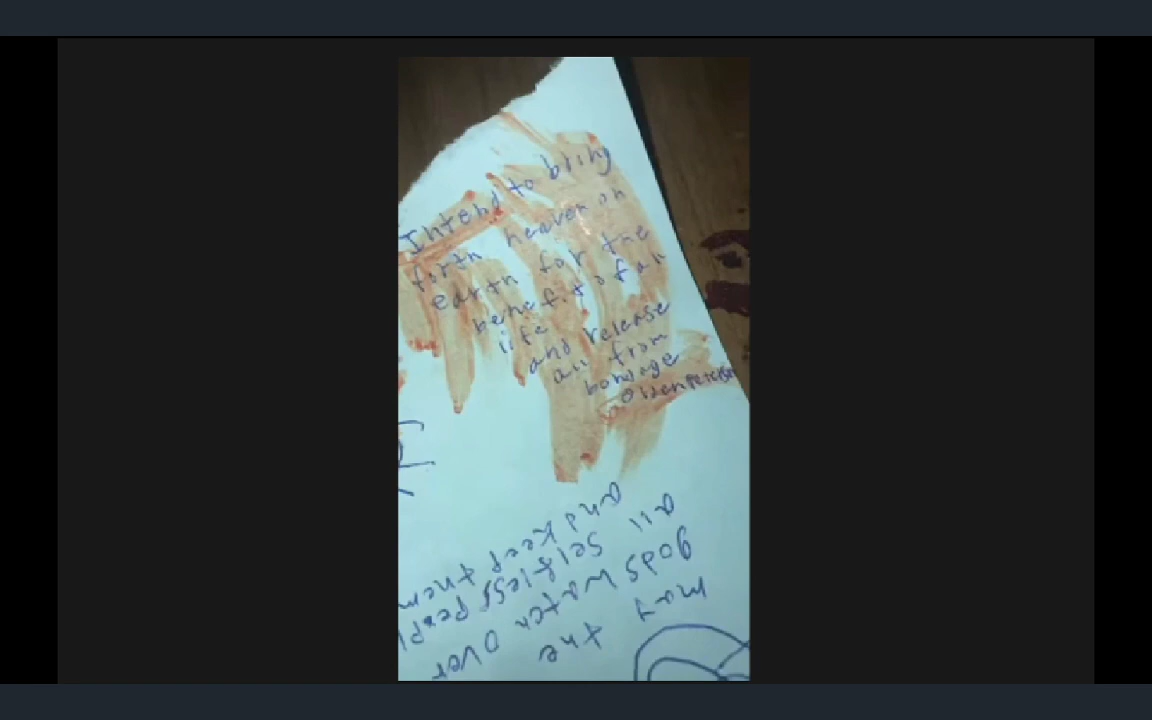 Intend to bring
forth heaven on
earth for the
benefit of all
life
and release
all from
bondage
may the
gods watch over
all selfless peopl
and keep them